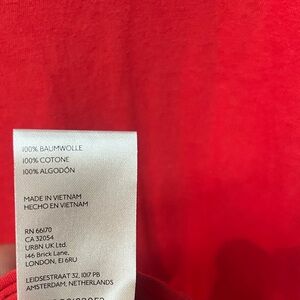 100% BAUMWOLLE
100% COTONE
100% ALGODÓN
MADE IN VIETNAM
HECHO EN VIETNAM
RN 66170
CA 32054
URBN UK Ltd.
146 Brick Lane,
LONDON, E1 6RU
LEIDSESTRAAT 32, 1017 PB
AMSTERDAM, NETHERLANDS